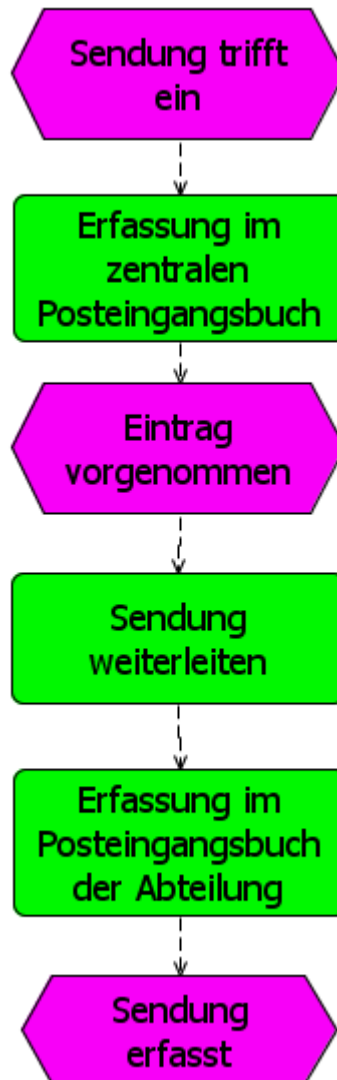 Sendung trifft
ein
Erfassung im
zentralen
Posteingangsbuch
Eintrag
vorgenommen
Sendung
weiterleiten
Erfassung im
Posteingangsbuch
der Abteilung
Sendung
erfasst